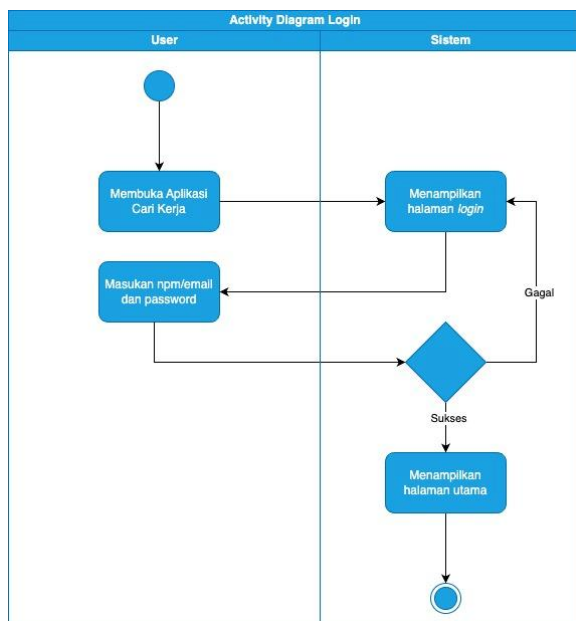 Activity Diagram Login
User
Sistem
Membuka Aplikasi
Cari Kerja
Menampilkan
halaman login
Masukan npm/email
dan password
Gagal
Sukses
Menampilkan
halaman utama